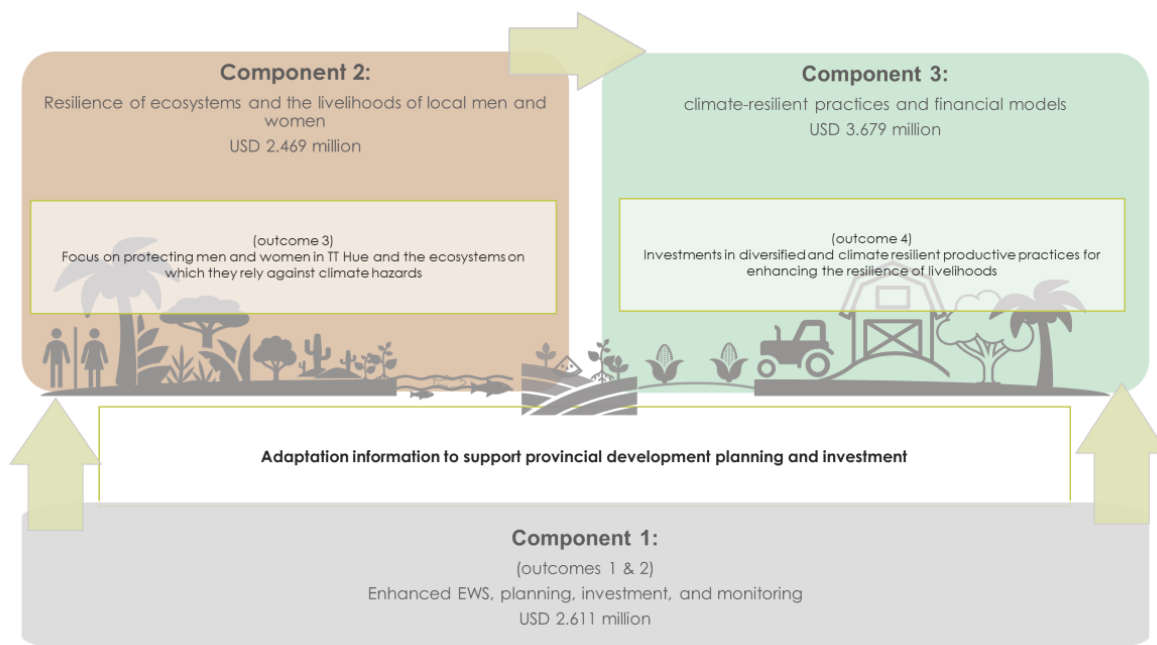 Component 2:
Resilience of ecosystems and the livelihoods of local men and
women
USD 2.469 million
(outcome 3)
Focus on protecting men and women in TT Hue and the ecosystems on
which they rely against climate hazards
Component 3:
climate-resilient practices and financial models
USD 3.679 million
(outcome 4)
Investments in diversified and climate resilient productive practices for
enhancing the resilience of livelihoods
Adaptation information to support provincial development planning and investment
Component 1:
(outcomes 1 & 2)
Enhanced EWS, planning, investment, and monitoring
USD 2.611 million